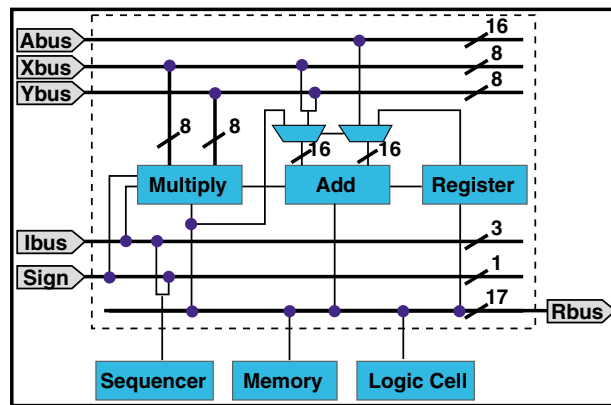 Abus 16
Xbus 8
Ybus 8
8 8 16 16
Multiply Add Register
Ibus 3
Sign 1
17 Rbus
Sequencer Memory Logic Cell